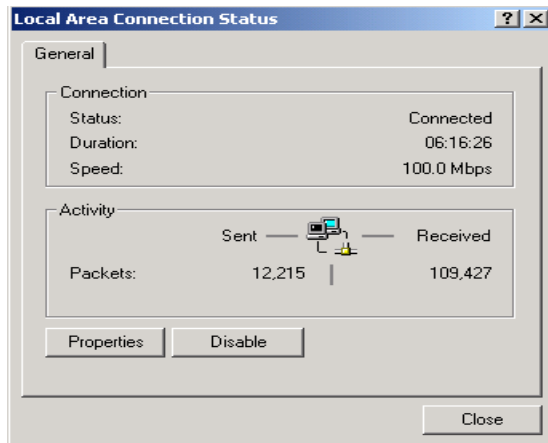 Local Area Connection Status
General
Connection
Status: Connected
Duration: 06:16:26
Speed: 100.0 Mbps
Activity
Sent Received
Packets: 12,215 109,427
Properties Disable
Close